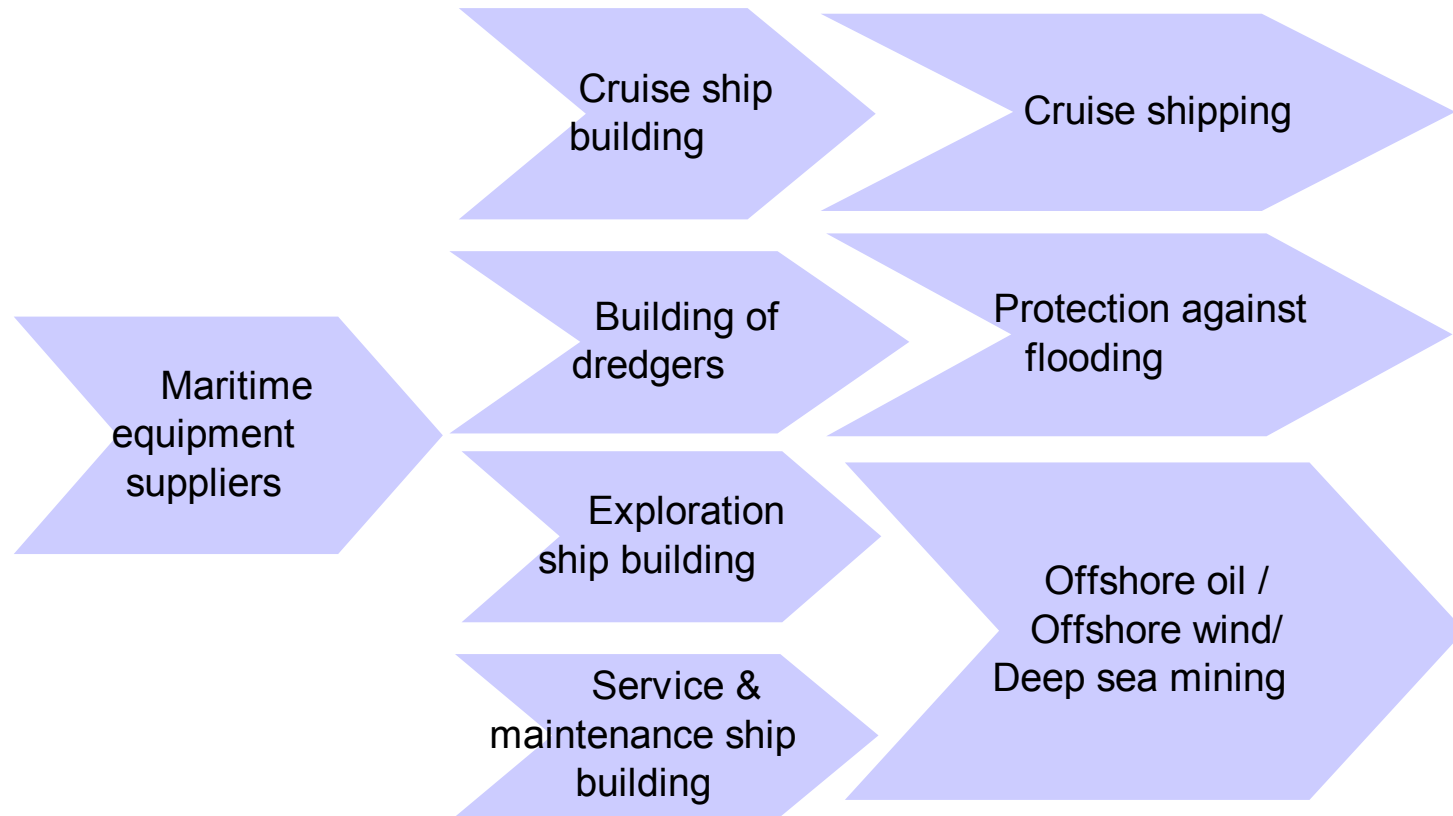 Cruise ship
building
Cruise shipping
Building of
dredgers
Protection against
flooding
Maritime
equipment
suppliers
Exploration
ship building
Offshore oil /
Offshore wind/
Deep sea mining
Service &
maintenance ship
building